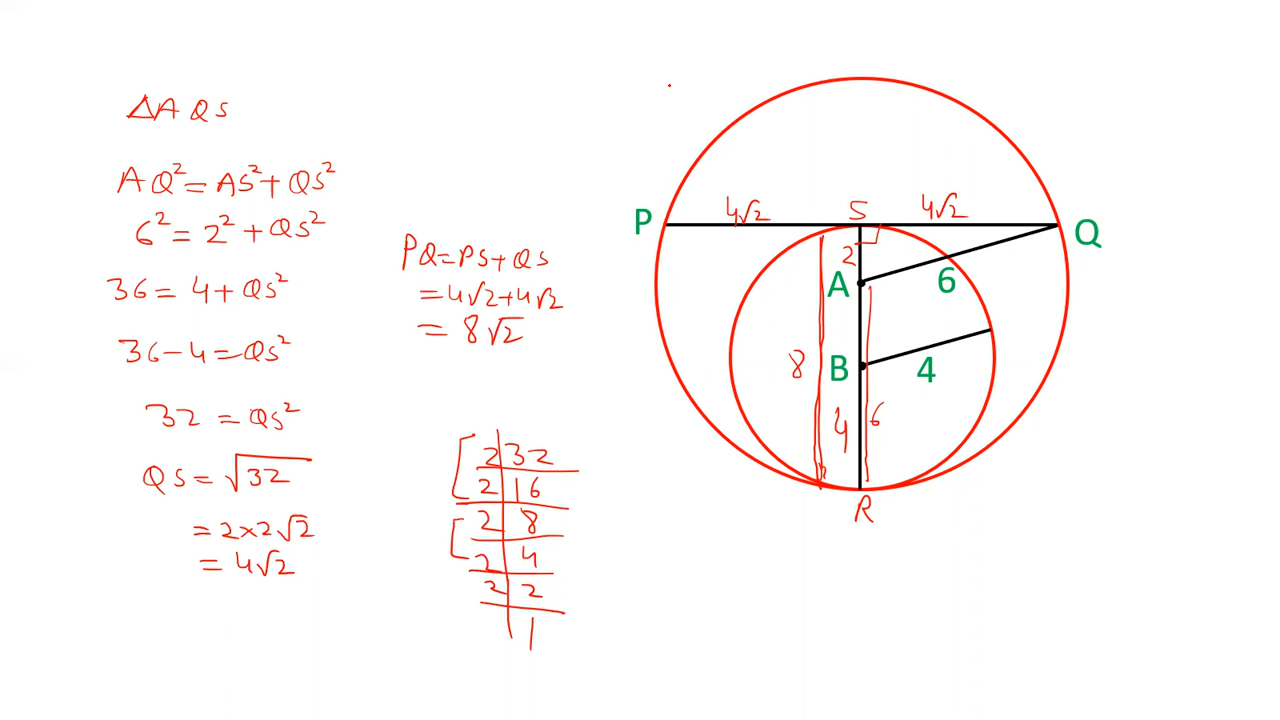 △AQS
AQ² = AS² + QS²
6² = 2² + QS²
36 = 4 + QS²
36 - 4 = QS²
32 = QS²
QS = √32
= 2×2√2
= 4√2
PQ = PS + QS
= 4√2 + 4√2
= 8√2
2 32
2 16
2 8
2 4
2 2
1
P 4√2 S 4√2 Q
2
A 6
8 B 4
4 6
R